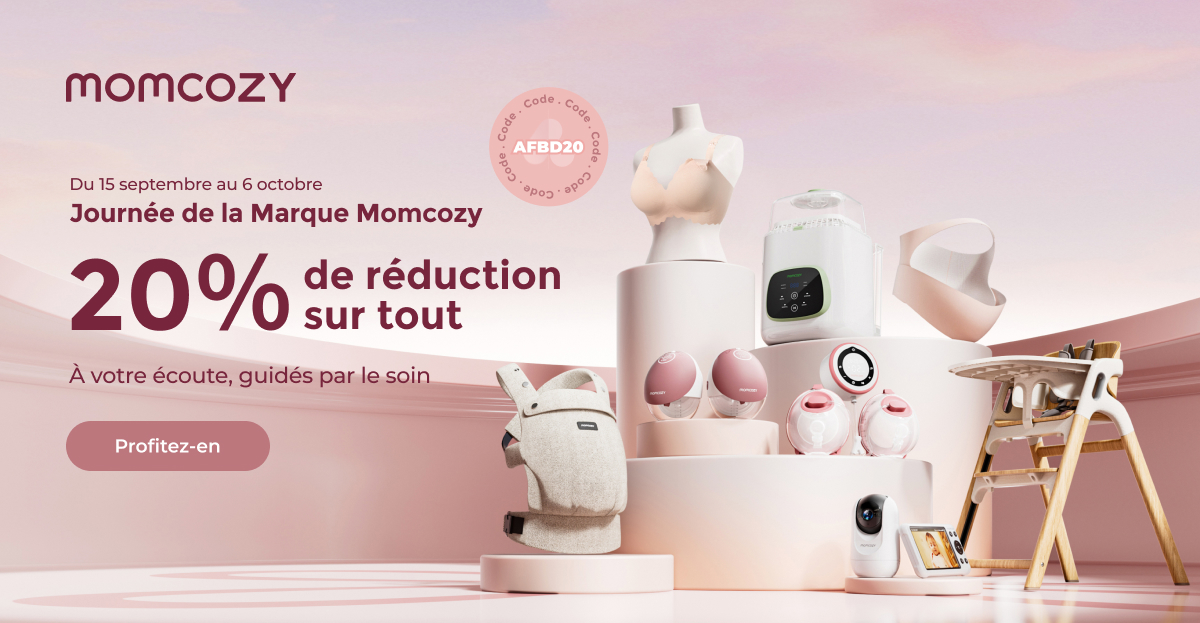 momcozy
Code . Code . Code . Code . Code . Code .
AFBD20
Du 15 septembre au 6 octobre
Journée de la Marque Momcozy
20% de réduction
sur tout
À votre écoute, guidés par le soin
Profitez-en